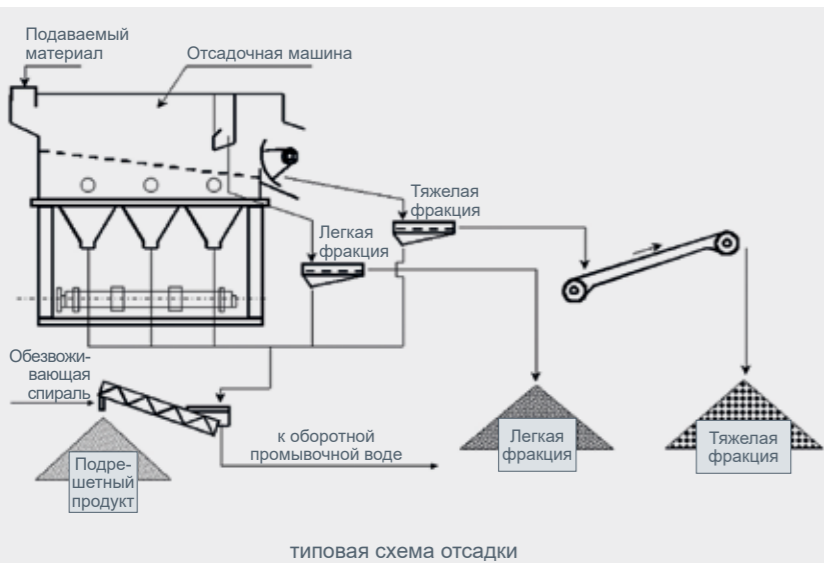 Подаваемый
материал
Отсадочная машина
Тяжелая
фракция
Легкая
фракция
Обезвожи-
вающая
спираль
к оборотной
промывочной воде
Подре-
шетный
продукт
Легкая
фракция
Тяжелая
фракция
типовая схема отсадки